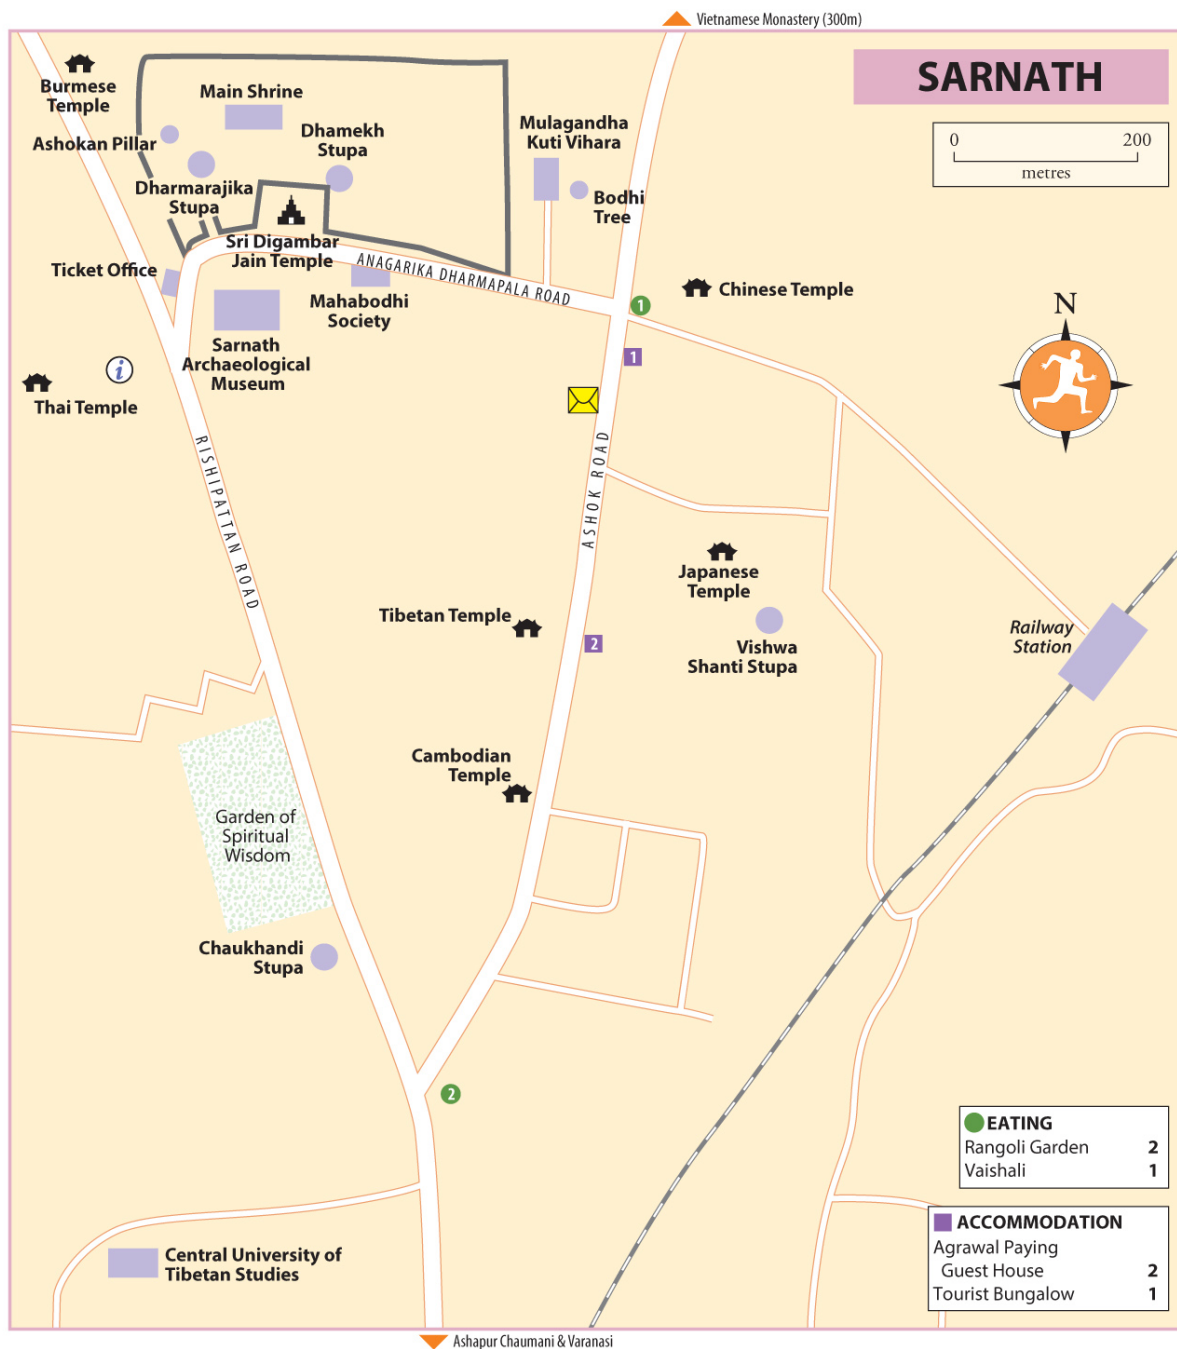 Vietnamese Monastery (300m)
SARNATH
0 200
metres
Burmese
Temple
Main Shrine
Ashokan Pillar
Dhamekh
Stupa
Dharmarajika
Stupa
Mulagandha
Kuti Vihara
Bodhi
Tree
Sri Digambar
Jain Temple
Ticket Office
ANAGARIKA DHARMAPALA ROAD
Mahabodhi
Society
Chinese Temple
1
N
Sarnath
Archaeological
Museum
1
i
Thai Temple
RISHIPATTAN ROAD
ASHOK ROAD
Japanese
Temple
Tibetan Temple
2
Vishwa
Shanti Stupa
Railway
Station
Cambodian
Temple
Garden of
Spiritual
Wisdom
Chaukhandi
Stupa
2
EATING
Rangoli Garden 2
Vaishali 1
ACCOMMODATION
Agrawal Paying
Guest House 2
Tourist Bungalow 1
Central University of
Tibetan Studies
Ashapur Chaumani & Varanasi